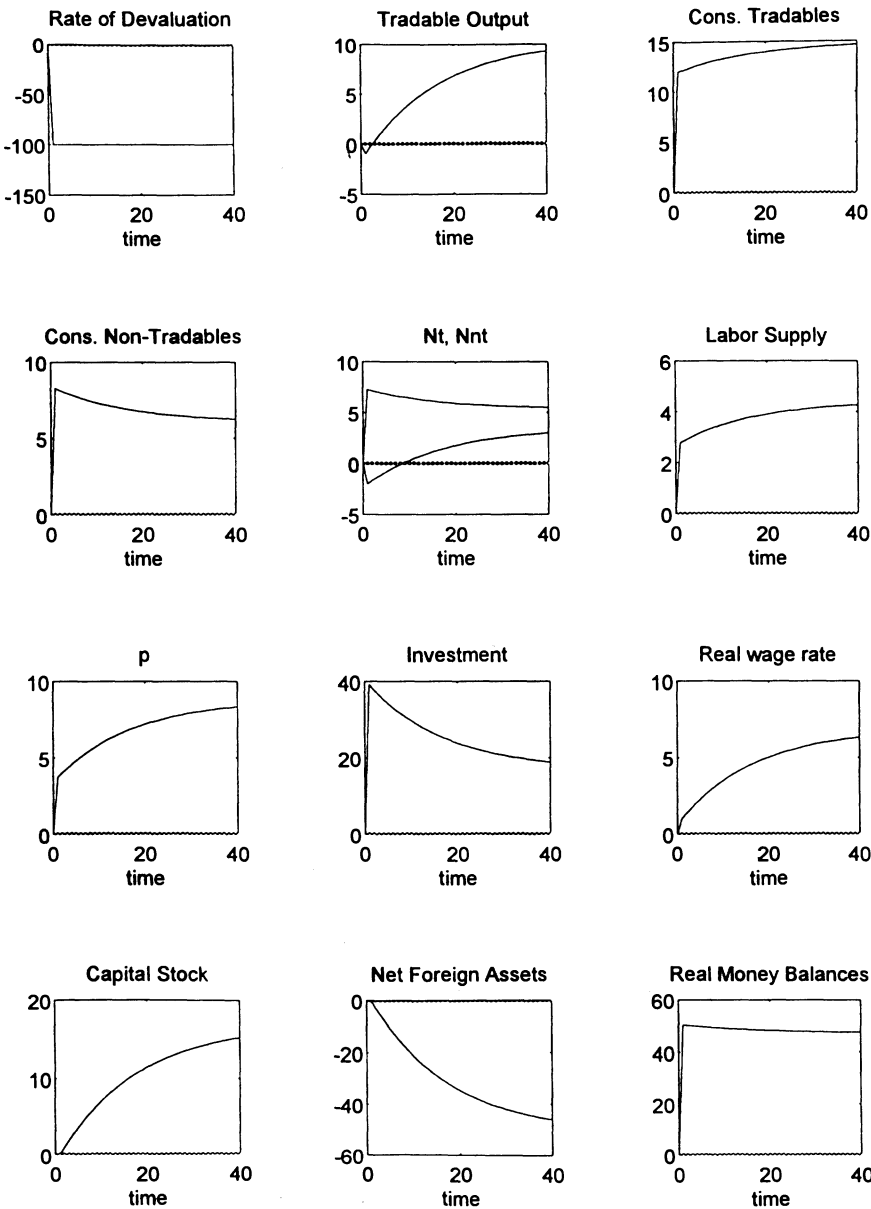 Rate of Devaluation
0
-50
-100
-150
0 20 40
time
Tradable Output
10
5
0
-5
0 20 40
time
Cons. Tradables
15
10
5
0
0 20 40
time
Cons. Non-Tradables
10
5
0
0 20 40
time
Nt, Nnt
10
5
0
-5
0 20 40
time
Labor Supply
6
4
2
0
0 20 40
time
p
10
5
0
0 20 40
time
Investment
40
20
0
0 20 40
time
Real wage rate
10
5
0
0 20 40
time
Capital Stock
20
10
0
0 20 40
time
Net Foreign Assets
0
-20
-40
-60
0 20 40
time
Real Money Balances
60
40
20
0
0 20 40
time